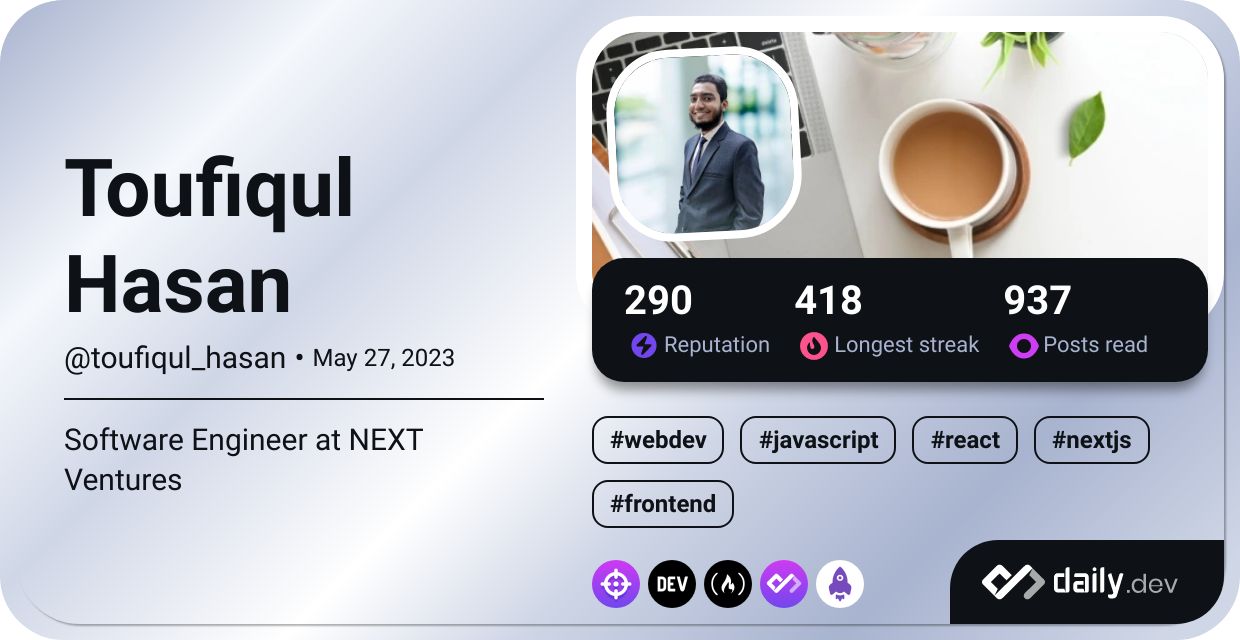 Toufiqul
Hasan
@toufiqul_hasan • May 27, 2023
Software Engineer at NEXT
Ventures
290 418 937
Reputation Longest streak Posts read
#webdev #javascript #react #nextjs
#frontend
DEV
daily.dev